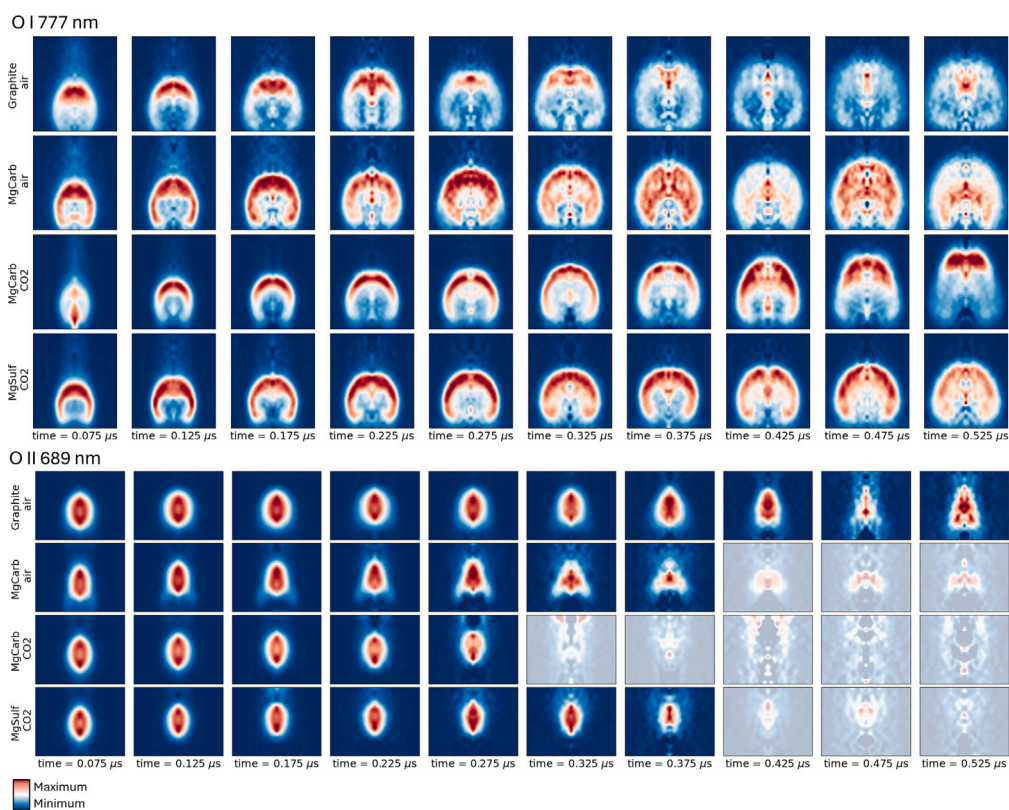 O I 777 nm
Graphite
air
MgCarb
air
MgCarb
CO2
MgSulf
CO2
time = 0.075 µs time = 0.125 µs time = 0.175 µs time = 0.225 µs time = 0.275 µs time = 0.325 µs time = 0.375 µs time = 0.425 µs time = 0.475 µs time = 0.525 µs
O II 689 nm
Graphite
air
MgCarb
air
MgCarb
CO2
MgSulf
CO2
time = 0.075 µs time = 0.125 µs time = 0.175 µs time = 0.225 µs time = 0.275 µs time = 0.325 µs time = 0.375 µs time = 0.425 µs time = 0.475 µs time = 0.525 µs
Maximum
Minimum